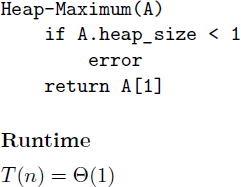 Heap-Maximum(A)
    if A.heap_size < 1
        error
    return A[1]
Runtime
T(n) = Θ(1)